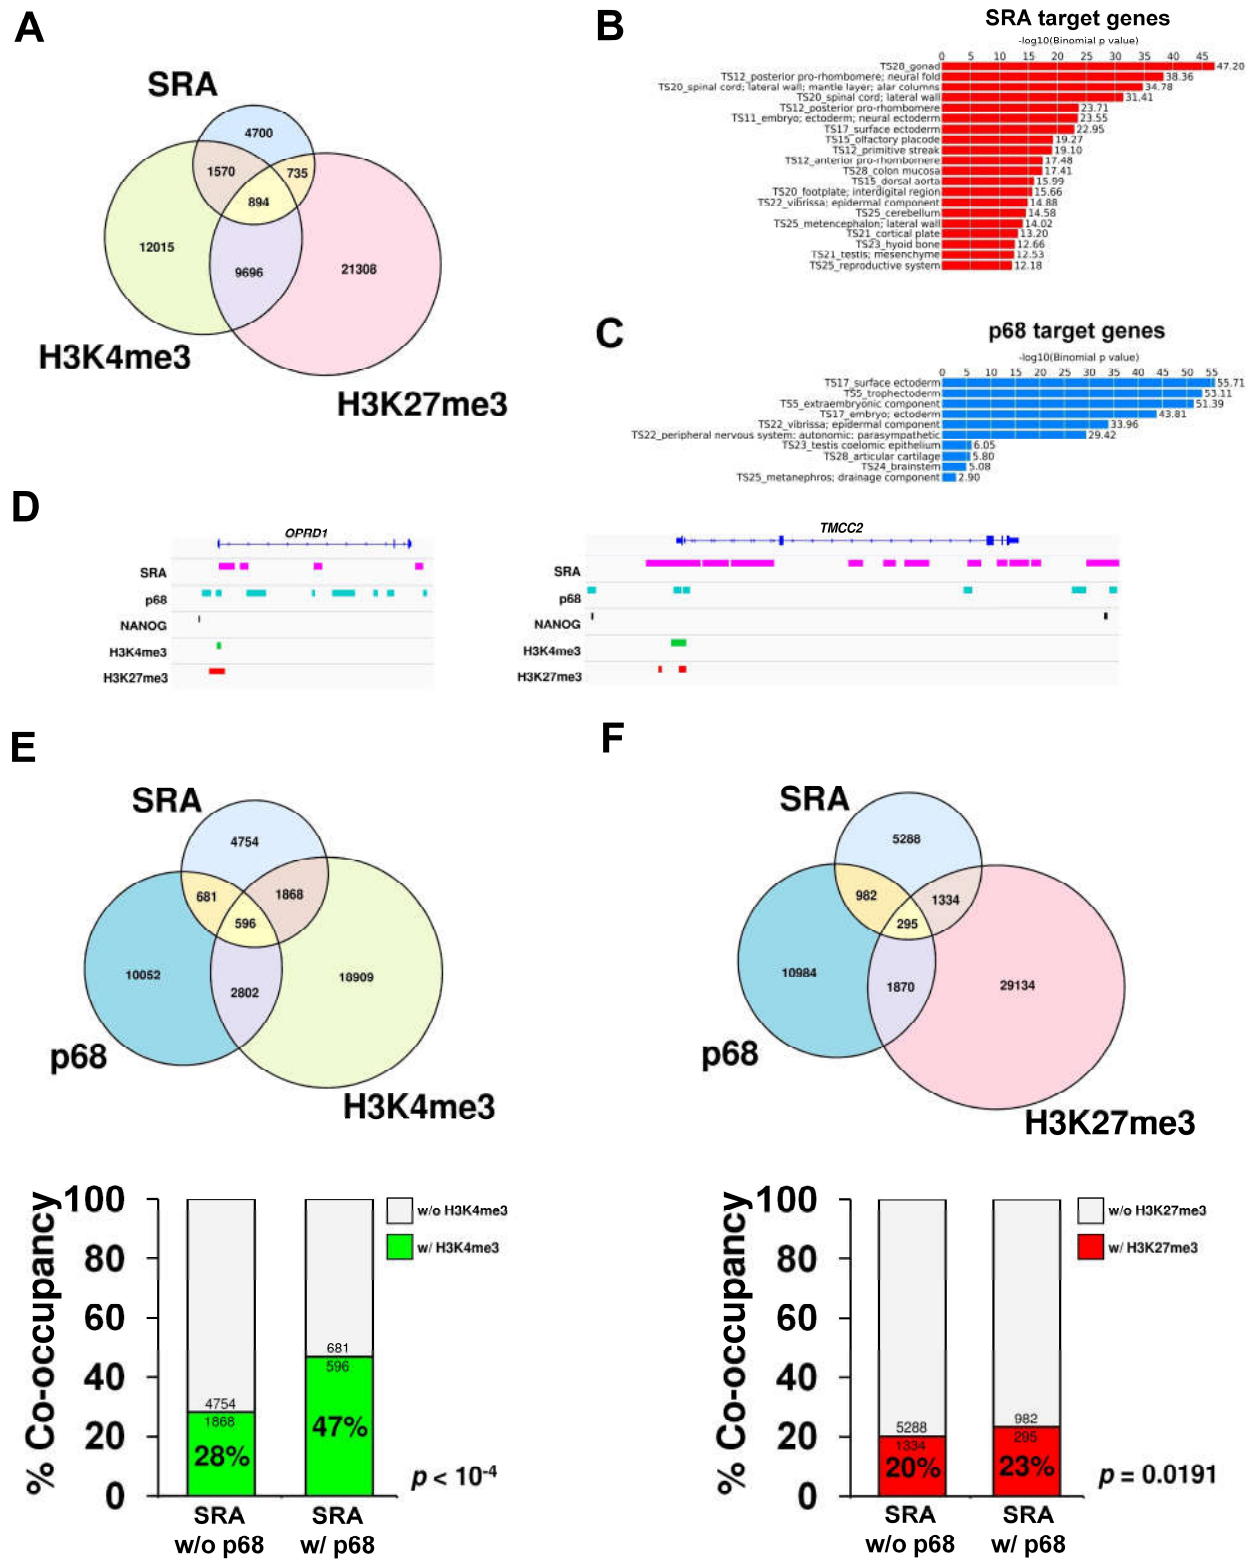 A
SRA
4700
1570
735
894
12015
9696
21308
H3K4me3
H3K27me3
B
SRA target genes
-log10(Binomial p value)
0 5 10 15 20 25 30 35 40 45
TS28_gonad 47.20
TS12_posterior pro-rhombomere; neural fold 38.36
TS20_spinal cord; lateral wall; mantle layer; alar columns 34.78
TS20_spinal cord; lateral wall 31.41
TS12_posterior pro-rhombomere 23.71
TS11_embryo; ectoderm; neural ectoderm 23.55
TS17_surface ectoderm 22.95
TS15_olfactory placode 19.27
TS12_primitive streak 19.10
TS12_anterior pro-rhombomere 17.48
TS28_colon mucosa 17.41
TS15_dorsal aorta 15.99
TS20_footplate; interdigital region 15.66
TS22_vibrissa; epidermal component 14.88
TS25_cerebellum 14.58
TS25_metencephalon; lateral wall 14.02
TS21_cortical plate 13.20
TS23_hyoid bone 12.66
TS21_testis; mesenchyme 12.53
TS25_reproductive system 12.18
C
p68 target genes
-log10(Binomial p value)
0 5 10 15 20 25 30 35 40 45 50 55
TS17_surface ectoderm 55.71
TS5_trophectoderm 53.11
TS5_extraembryonic component 51.39
TS17_embryo; ectoderm 43.81
TS22_vibrissa; epidermal component 33.96
TS22_peripheral nervous system; autonomic; parasympathetic 29.42
TS23_testis coelomic epithelium 6.05
TS28_articular cartilage 5.80
TS24_brainstem 5.08
TS25_metanephros; drainage component 2.90
D
OPRD1
SRA
p68
NANOG
H3K4me3
H3K27me3
TMCC2
SRA
p68
NANOG
H3K4me3
H3K27me3
E
SRA
4754
681
1868
596
10052
2802
18909
p68
H3K4me3
% Co-occupancy
100
80
60
40
20
0
w/o H3K4me3
w/ H3K4me3
4754
1868
28%
681
596
47%
p < 10-4
SRA
w/o p68
SRA
w/ p68
F
SRA
5288
982
1334
295
10984
1870
29134
p68
H3K27me3
% Co-occupancy
100
80
60
40
20
0
w/o H3K27me3
w/ H3K27me3
5288
1334
20%
982
295
23%
p = 0.0191
SRA
w/o p68
SRA
w/ p68